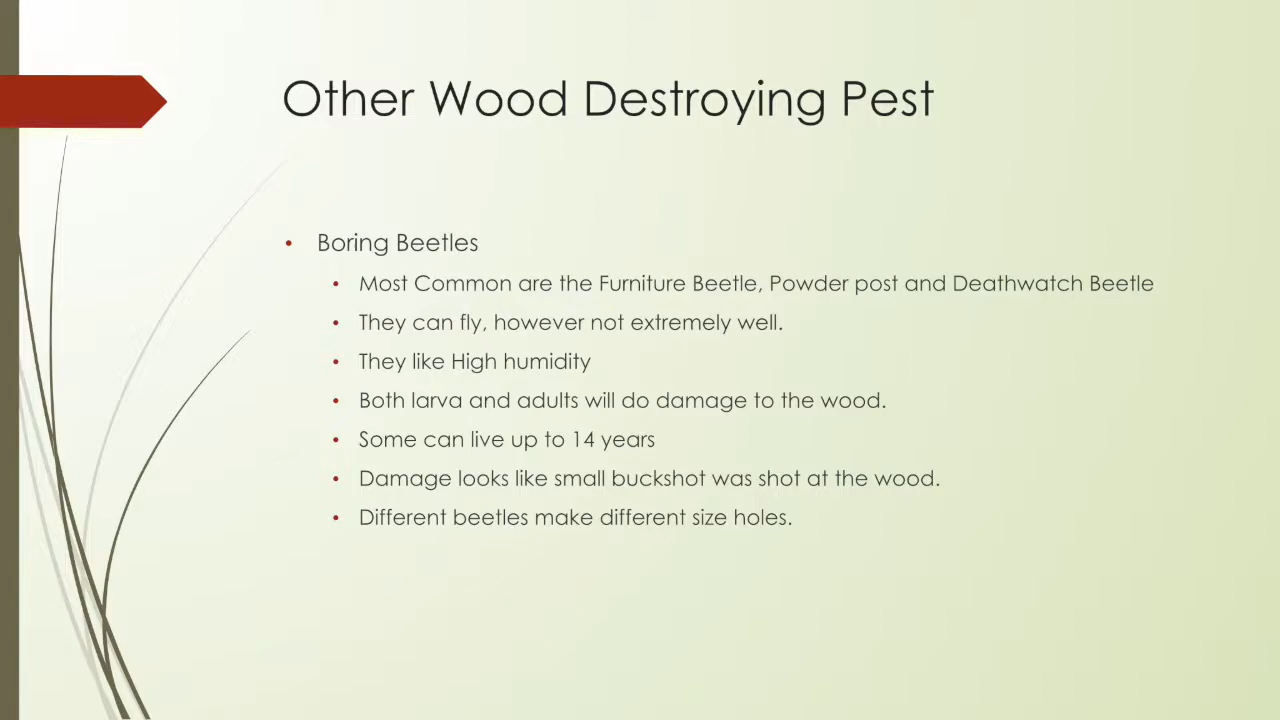 Other Wood Destroying Pest
• Boring Beetles
• Most Common are the Furniture Beetle, Powder post and Deathwatch Beetle
• They can fly, however not extremely well.
• They like High humidity
• Both larva and adults will do damage to the wood.
• Some can live up to 14 years
• Damage looks like small buckshot was shot at the wood.
• Different beetles make different size holes.